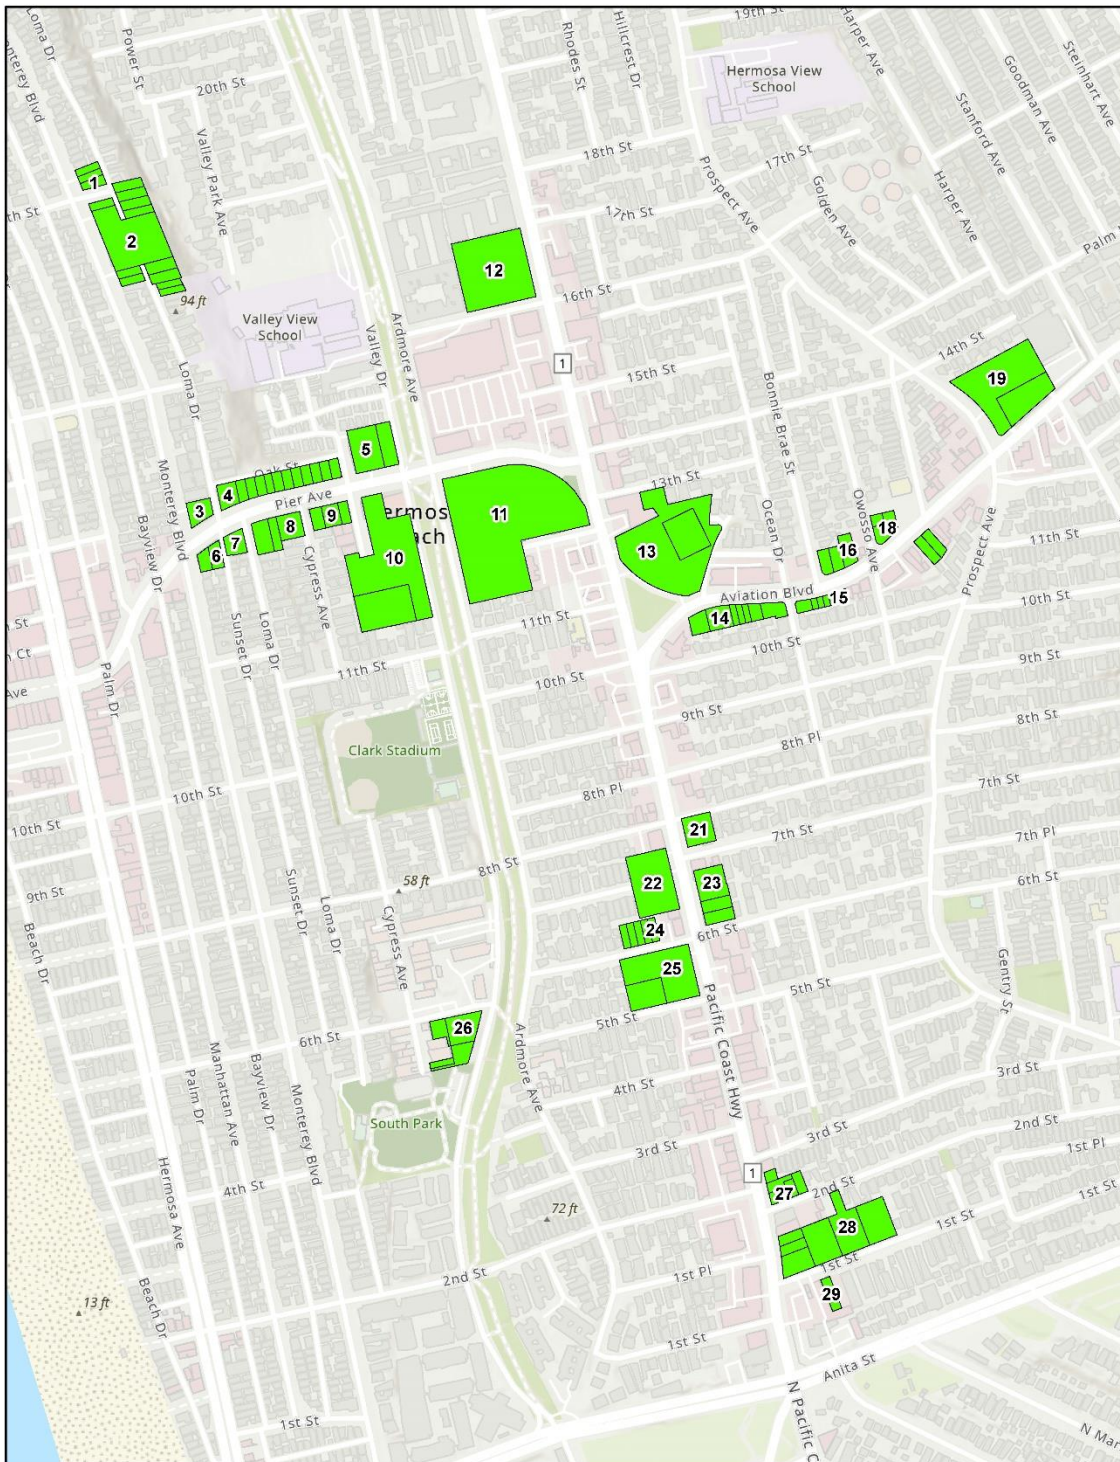 19th St
Loma Dr
Power St
Rhodes St
Hillcrest Dr
Harper Ave
Goodman Ave
Steinhart Ave
20th St
Hermosa View
School
Stanford Ave
Valley Park Ave
18th St
17th St
Prospect Ave
Golden Ave
Harper Ave
1
th St
17th St
2
12
Palm
94 ft
16th St
Valley View
School
Ardmore Ave
Valley Dr
1
14th St
Loma Dr
15th St
Bonnie Brae St
19
5
Oak St
4
Pier Ave
13th St
Monterey Blvd
3
Bayview Dr
9
8
11
Ocean Dr
Owosso Ave
Prospect Ave
7
6
10
13
16
18
11th St
Cypress Ave
Aviation Blvd
15
14
10th St
Sunset Dr
Loma Dr
11th St
10th St
9th St
11th St
10th St
Ct
Ave
Palm Dr
9th St
8th St
8th Pl
Clark Stadium
7th St
8th Pl
10th St
10th St
21
7th St
7th Pl
8th St
22
23
6th St
58 ft
9th St
Sunset Dr
Loma Dr
Cypress Ave
24
6th St
Beach Dr
25
5th St
Gentry St
Pacific Coast Hwy
5th St
26
6th St
Ardmore Ave
3rd St
4th St
Manhattan Ave
Palm Dr
Bayview Dr
Monterey Blvd
2nd St
South Park
3rd St
3rd St
1st Pl
Hermosa Ave
4th St
1
27
2nd St
1st St
72 ft
28
1st St
1st St
2nd St
1st Pl
29
13 ft
Beach Dr
1st St
Anita St
1st St
N Pacific C
N Mar